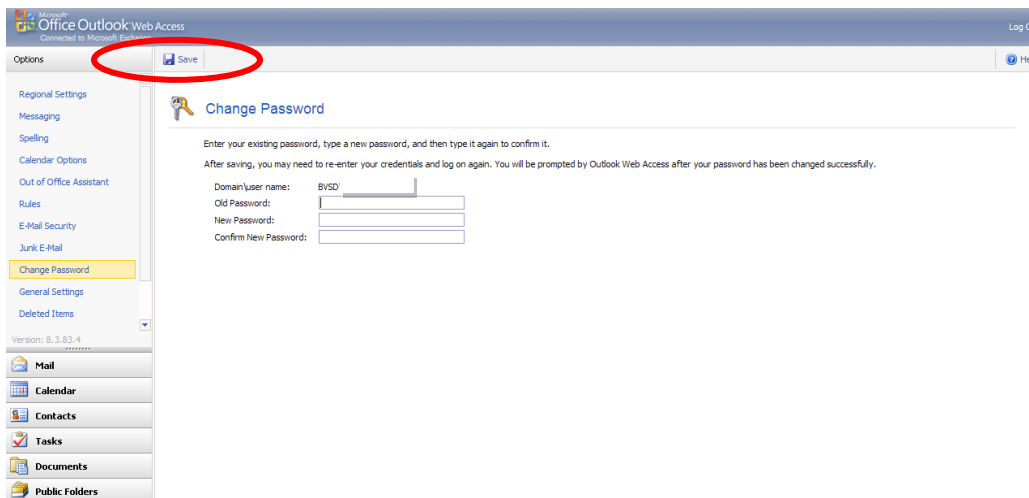 Microsoft®
Office Outlook Web Access
Connected to Microsoft Exchange
Log O
Options
Save
He
Regional Settings
Messaging
Spelling
Calendar Options
Out of Office Assistant
Rules
E-Mail Security
Junk E-Mail
Change Password
General Settings
Deleted Items
Version: 8.3.83.4
Mail
Calendar
Contacts
Tasks
Documents
Public Folders
Change Password
Enter your existing password, type a new password, and then type it again to confirm it.
After saving, you may need to re-enter your credentials and log on again. You will be prompted by Outlook Web Access after your password has been changed successfully.
Domain\user name: BVSD
Old Password:
New Password:
Confirm New Password: